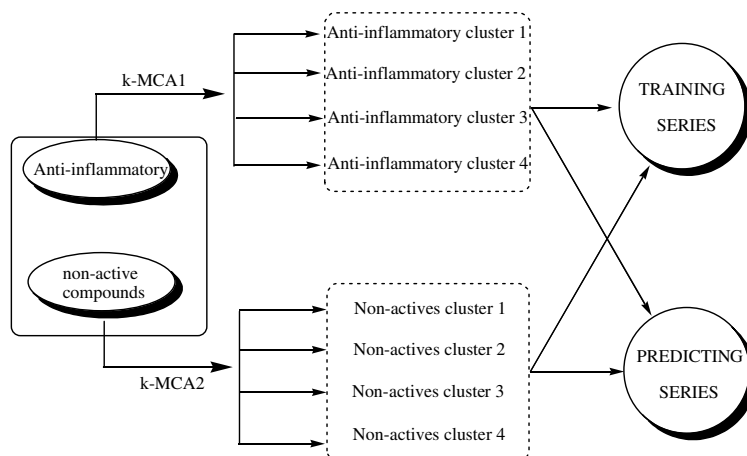 k-MCA1
Anti-inflammatory
non-active
compounds
k-MCA2
Anti-inflammatory cluster 1
Anti-inflammatory cluster 2
Anti-inflammatory cluster 3
Anti-inflammatory cluster 4
Non-actives cluster 1
Non-actives cluster 2
Non-actives cluster 3
Non-actives cluster 4
TRAINING
SERIES
PREDICTING
SERIES